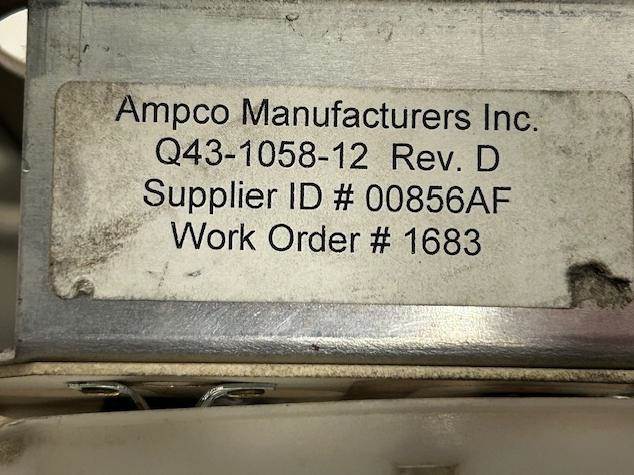 Ampco Manufacturers Inc.
Q43-1058-12 Rev. D
Supplier ID # 00856AF
Work Order # 1683